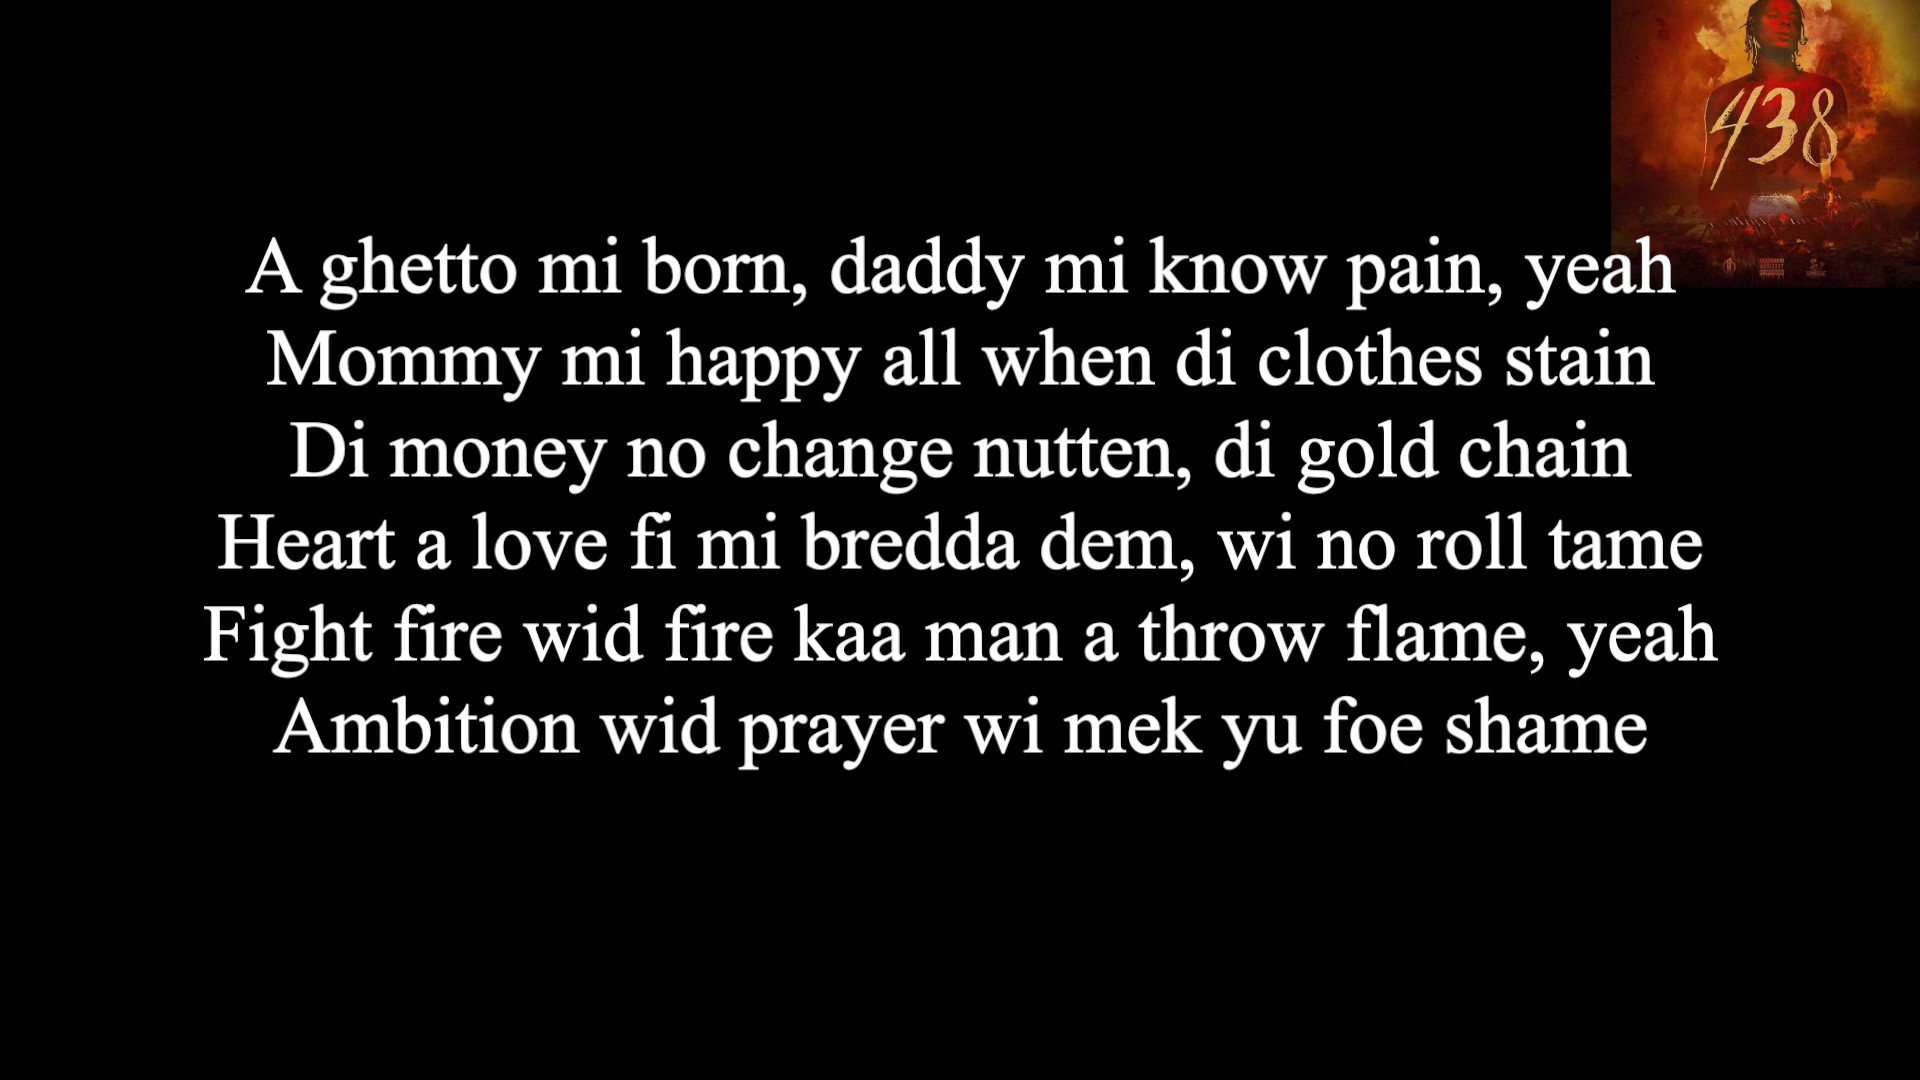 438
A ghetto mi born, daddy mi know pain, yeah
Mommy mi happy all when di clothes stain
Di money no change nutten, di gold chain
Heart a love fi mi bredda dem, wi no roll tame
Fight fire wid fire kaa man a throw flame, yeah
Ambition wid prayer wi mek yu foe shame